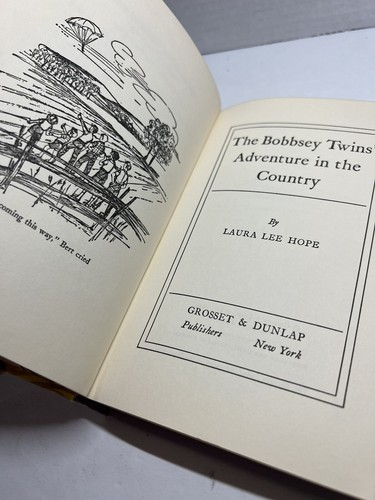 coming this way," Bert cried
The Bobbsey Twins'
Adventure in the
Country
By
LAURA LEE HOPE
GROSSET & DUNLAP
Publishers New York